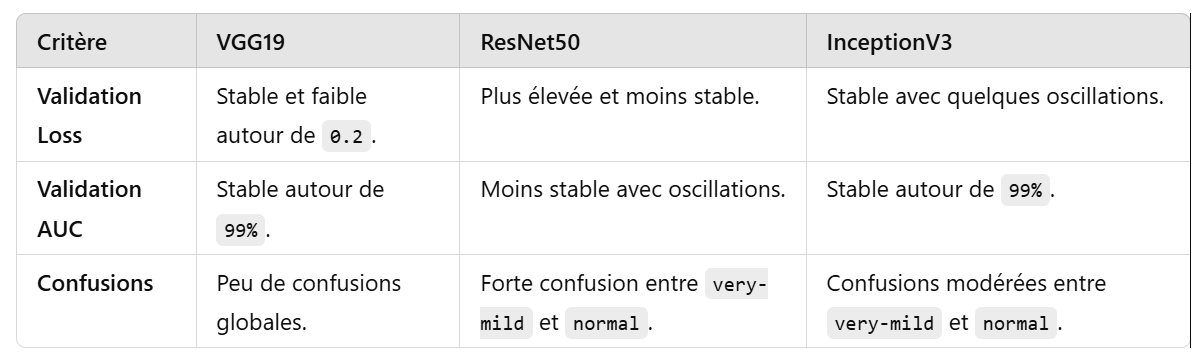 Critère VGG19 ResNet50 InceptionV3
Validation Loss Stable et faible autour de 0.2. Plus élevée et moins stable. Stable avec quelques oscillations.
Validation AUC Stable autour de 99%. Moins stable avec oscillations. Stable autour de 99%.
Confusions Peu de confusions globales. Forte confusion entre very-mild et normal. Confusions modérées entre very-mild et normal.